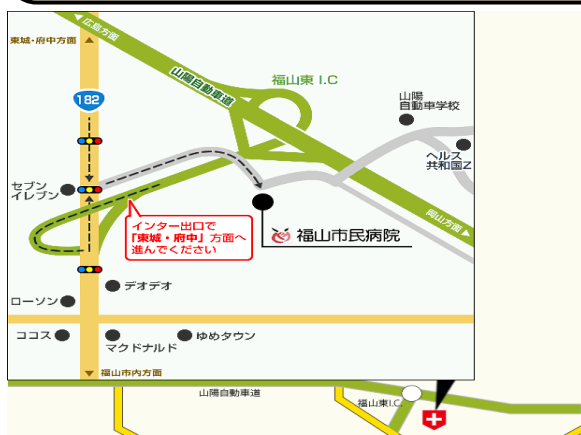 ◀広島方面
東城・府中方面
山陽自動車道
福山東 I.C
182
山陽
自動車学校
ヘルス
共和国Z
セブン
イレブン
インター出口で
「東城・府中」方面へ
進んでください
福山市民病院
岡山方面▶
デオデオ
ローソン
ココス
マクドナルド
ゆめタウン
▼福山市内方面
山陽自動車道
福山東I.C.